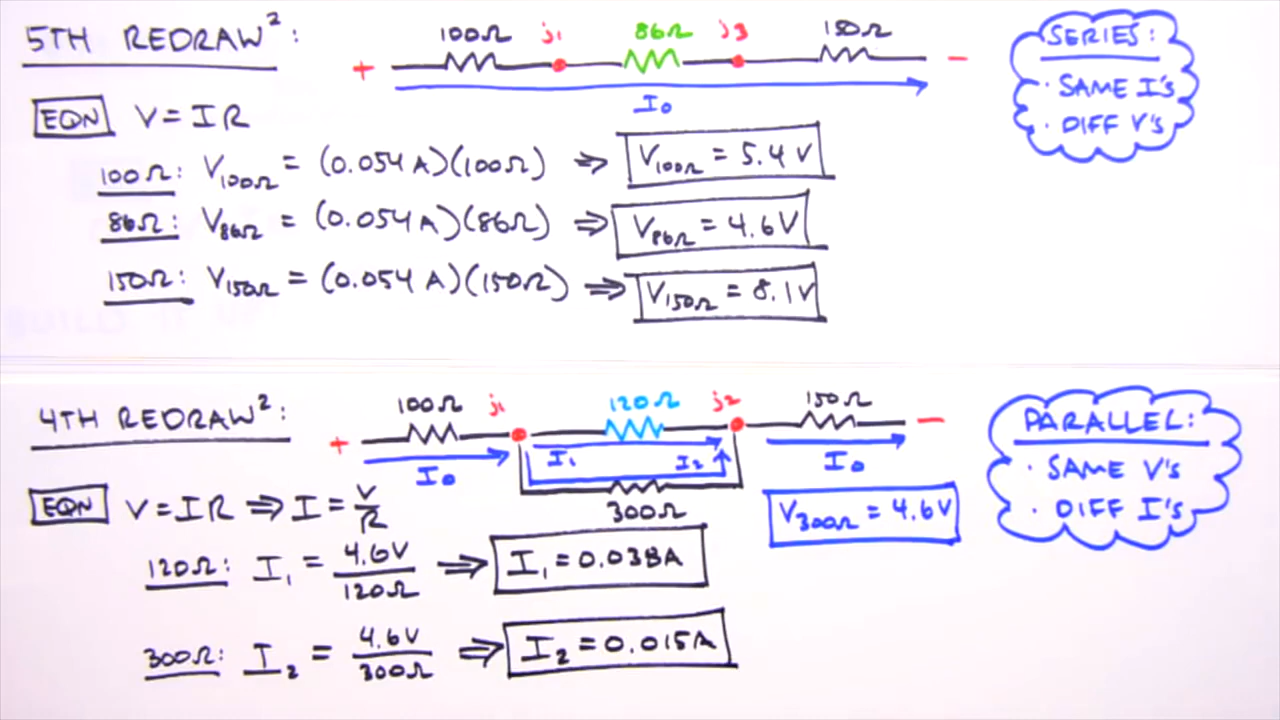 5TH REDRAW²:
100Ω j₁ 86Ω j₃ 150Ω
+ −
I₀
SERIES:
· SAME I's
· DIFF V's
EQN V = IR
100Ω: V₁₀₀Ω = (0.054 A)(100Ω) ⇒ V₁₀₀Ω = 5.4 V
86Ω: V₈₆Ω = (0.054 A)(86Ω) ⇒ V₈₆Ω = 4.6V
150Ω: V₁₅₀Ω = (0.054 A)(150Ω) ⇒ V₁₅₀Ω = 8.1V
4TH REDRAW²:
100Ω j₁ 120Ω j₂ 150Ω
+ −
I₀ I₁ I₂ I₀
300Ω
V₃₀₀Ω = 4.6V
PARALLEL:
· SAME V's
· DIFF I's
EQN V = IR ⇒ I = V/R
120Ω: I₁ = 4.6V/120Ω ⇒ I₁ = 0.038A
300Ω: I₂ = 4.6V/300Ω ⇒ I₂ = 0.015A